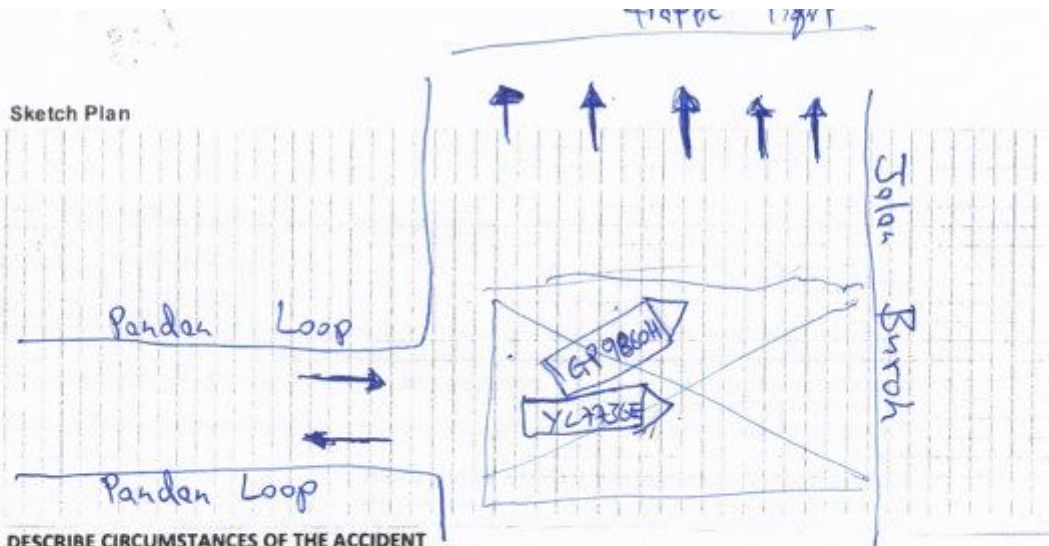 traffic light
Sketch Plan
Jalan Buroh
Pandan Loop
GP9860H
YL7736E
Pandan Loop
DESCRIBE CIRCUMSTANCES OF THE ACCIDENT